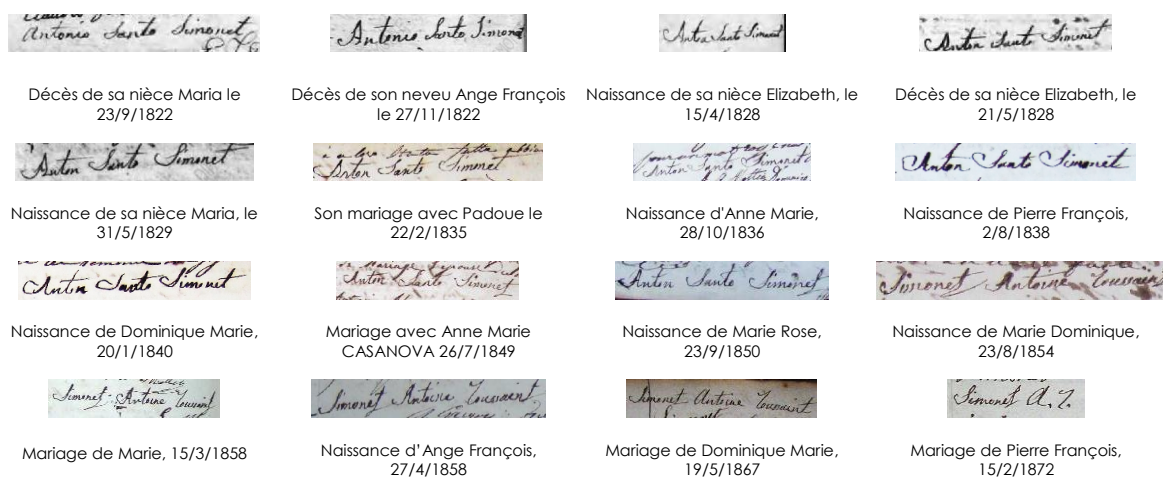 Antonio Santo Simonet
Antonio Santo Simonet
Anton Santo Simonet
Anton Santo Simonet
Décès de sa nièce Maria le
23/9/1822
Décès de son neveu Ange François
le 27/11/1822
Naissance de sa nièce Elizabeth, le
15/4/1828
Décès de sa nièce Elizabeth, le
21/5/1828
Anton Santo Simonet
Anton Santo Simonet
Anton Santo Simonet
Anton Santo Simonet
Naissance de sa nièce Maria, le
31/5/1829
Son mariage avec Padoue le
22/2/1835
Naissance d'Anne Marie,
28/10/1836
Naissance de Pierre François,
2/8/1838
Anton Santo Simonet
Anton Santo Simonet
Anton Santo Simonet
Simonet Antoine Toussaint
Naissance de Dominique Marie,
20/1/1840
Mariage avec Anne Marie
CASANOVA 26/7/1849
Naissance de Marie Rose,
23/9/1850
Naissance de Marie Dominique,
23/8/1854
Simonet Antoine Toussaint
Simonet Antoine Toussaint
Simonet Antoine Toussaint
Simonet A. T.
Mariage de Marie, 15/3/1858
Naissance d'Ange François,
27/4/1858
Mariage de Dominique Marie,
19/5/1867
Mariage de Pierre François,
15/2/1872